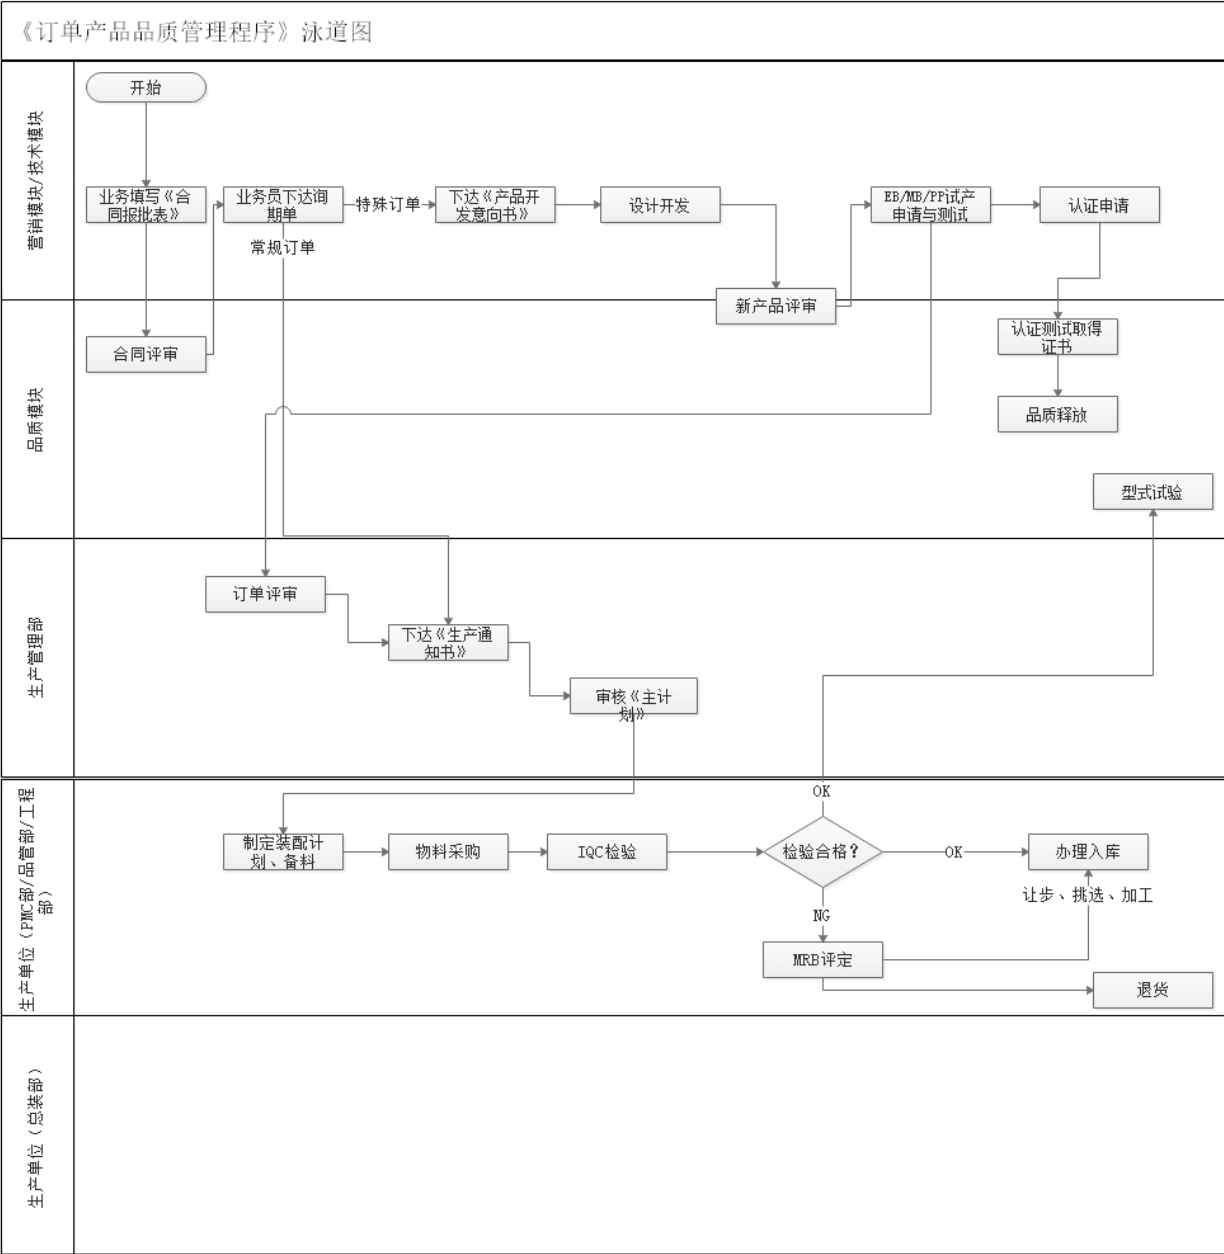 《订单产品品质管理程序》泳道图
营销模块/技术模块
开始
业务填写《合
同报批表》
业务员下达询
期单
特殊订单
下达《产品开
发意向书》
设计开发
EB/MB/PP试产
申请与测试
认证申请
常规订单
新产品评审
品质模块
合同评审
认证测试取得
证书
品质释放
型式试验
生产管理部
订单评审
下达《生产通
知书》
审核《主计
划》
生产单位（PMC部/品管部/工程
部）
OK
制定装配计
划、备料
物料采购
IQC检验
检验合格？
OK
办理入库
让步、挑选、加工
NG
MRB评定
退货
生产单位（总装部）